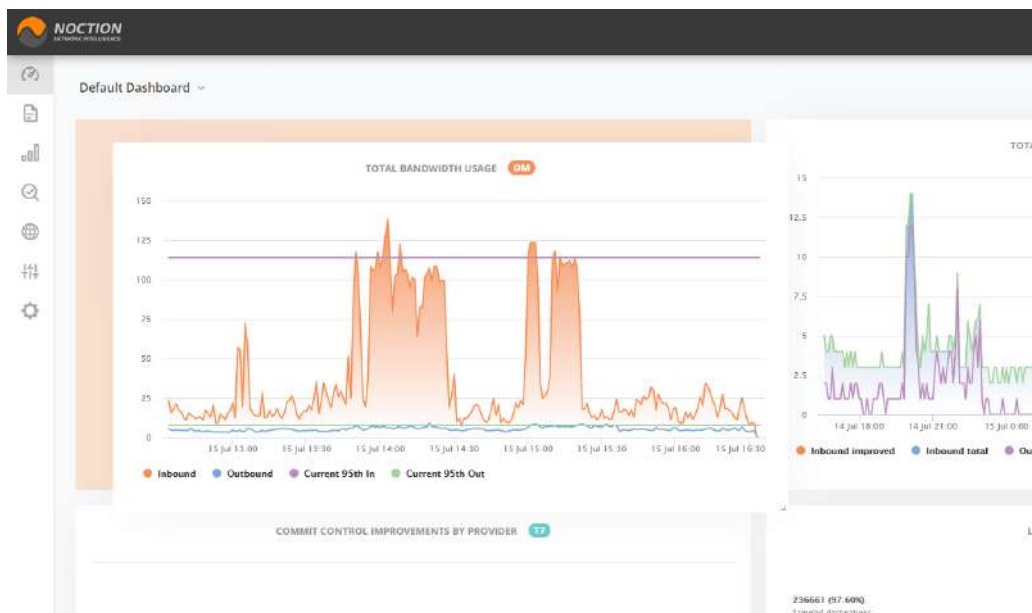 NOCTION
NETWORK INTELLIGENCE
Default Dashboard
TOTAL BANDWIDTH USAGE DM
150
125
100
75
50
25
0
15 Jul 13:00 15 Jul 13:30 15 Jul 14:00 15 Jul 14:30 15 Jul 15:00 15 Jul 15:30 15 Jul 16:00 15 Jul 16:30
Inbound Outbound Current 95th In Current 95th Out
TOTA
15
12.5
10
7.5
5
2.5
0
14 Jul 18:00 14 Jul 21:00 15 Jul 0:00
Inbound improved Inbound total Ou
COMMIT CONTROL IMPROVEMENTS BY PROVIDER T7
L
236661 (97.60%)